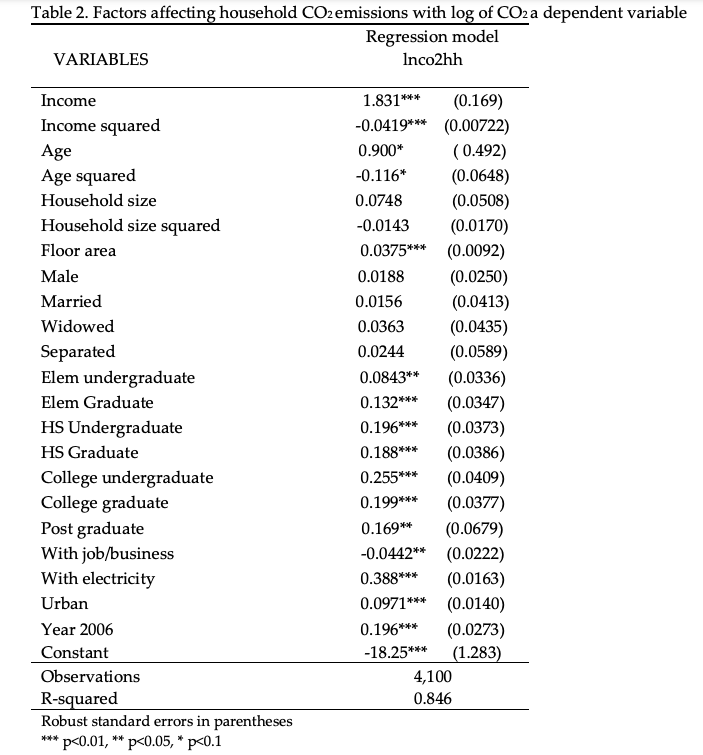 Table 2. Factors affecting household CO2 emissions with log of CO2 a dependent variable
Regression model
VARIABLES lnco2hh
Income 1.831*** (0.169)
Income squared -0.0419*** (0.00722)
Age 0.900* ( 0.492)
Age squared -0.116* (0.0648)
Household size 0.0748 (0.0508)
Household size squared -0.0143 (0.0170)
Floor area 0.0375*** (0.0092)
Male 0.0188 (0.0250)
Married 0.0156 (0.0413)
Widowed 0.0363 (0.0435)
Separated 0.0244 (0.0589)
Elem undergraduate 0.0843** (0.0336)
Elem Graduate 0.132*** (0.0347)
HS Undergraduate 0.196*** (0.0373)
HS Graduate 0.188*** (0.0386)
College undergraduate 0.255*** (0.0409)
College graduate 0.199*** (0.0377)
Post graduate 0.169** (0.0679)
With job/business -0.0442** (0.0222)
With electricity 0.388*** (0.0163)
Urban 0.0971*** (0.0140)
Year 2006 0.196*** (0.0273)
Constant -18.25*** (1.283)
Observations 4,100
R-squared 0.846
Robust standard errors in parentheses
*** p<0.01, ** p<0.05, * p<0.1